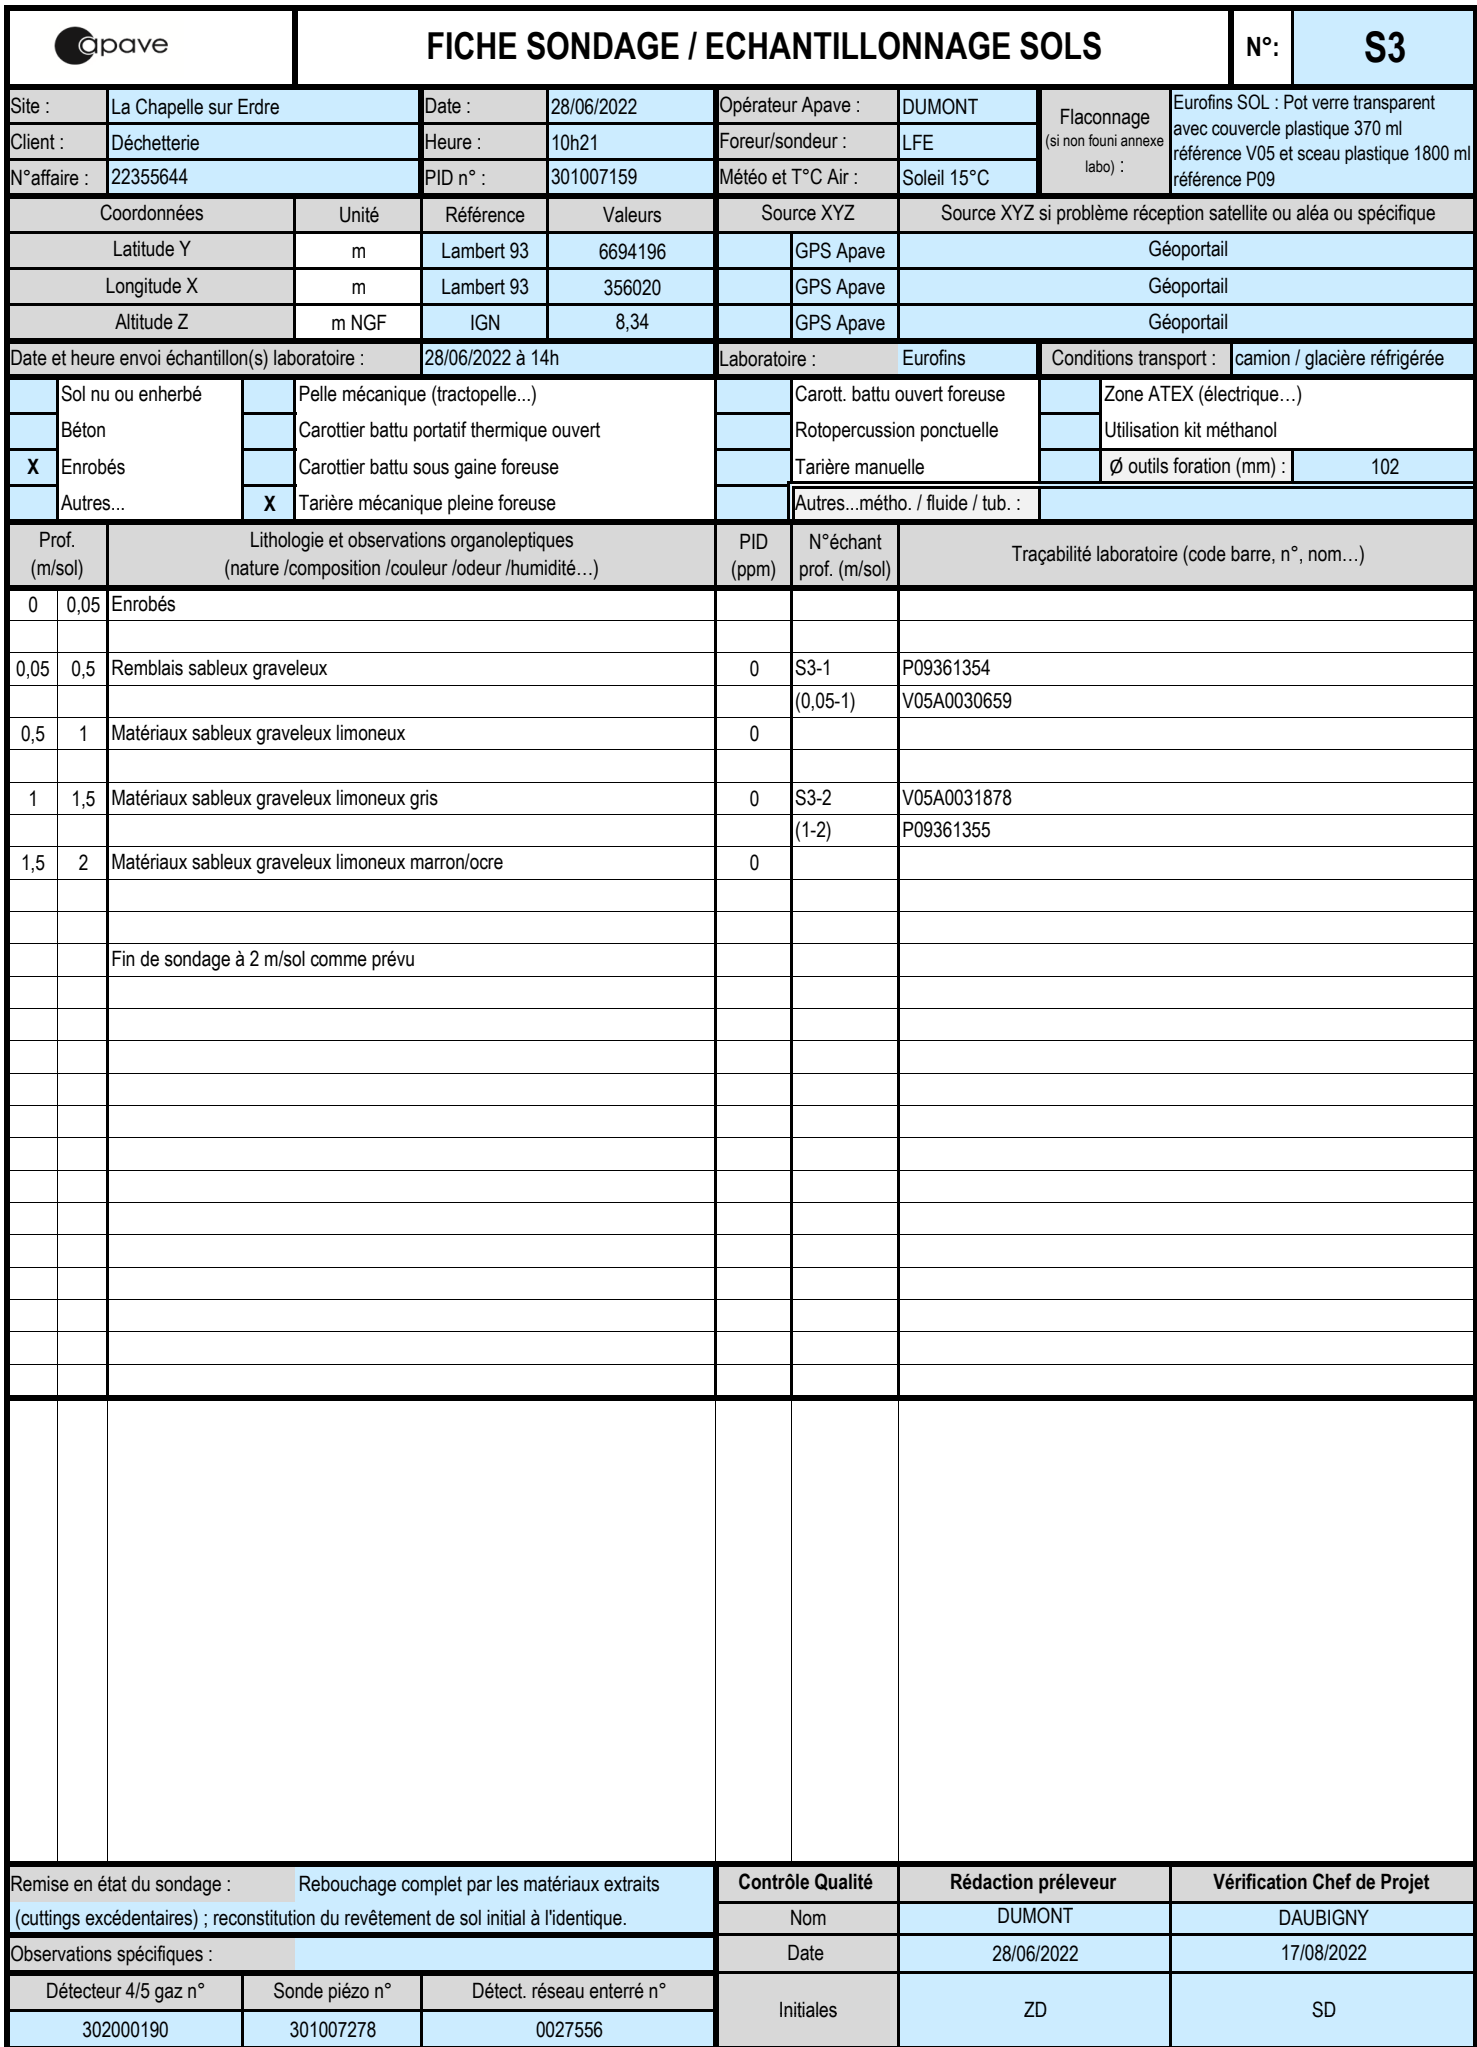 apave
FICHE SONDAGE / ECHANTILLONNAGE SOLS
N°:
S3
Site :
La Chapelle sur Erdre
Date :
28/06/2022
Opérateur Apave :
DUMONT
Flaconnage
(si non founi annexe
labo) :
Eurofins SOL : Pot verre transparent
avec couvercle plastique 370 ml
référence V05 et sceau plastique 1800 ml
référence P09
Client :
Déchetterie
Heure :
10h21
Foreur/sondeur :
LFE
N°affaire :
22355644
PID n° :
301007159
Météo et T°C Air :
Soleil 15°C
Coordonnées
Unité
Référence
Valeurs
Source XYZ
Source XYZ si problème réception satellite ou aléa ou spécifique
Latitude Y
m
Lambert 93
6694196
GPS Apave
Géoportail
Longitude X
m
Lambert 93
356020
GPS Apave
Géoportail
Altitude Z
m NGF
IGN
8,34
GPS Apave
Géoportail
Date et heure envoi échantillon(s) laboratoire :
28/06/2022 à 14h
Laboratoire :
Eurofins
Conditions transport :
camion / glacière réfrigérée
Sol nu ou enherbé
Pelle mécanique (tractopelle...)
Carott. battu ouvert foreuse
Zone ATEX (électrique…)
Béton
Carottier battu portatif thermique ouvert
Rotopercussion ponctuelle
Utilisation kit méthanol
X
Enrobés
Carottier battu sous gaine foreuse
Tarière manuelle
Ø outils foration (mm) :
102
Autres...
X
Tarière mécanique pleine foreuse
Autres...métho. / fluide / tub. :
Prof.
(m/sol)
Lithologie et observations organoleptiques
(nature /composition /couleur /odeur /humidité…)
PID
(ppm)
N°échant
prof. (m/sol)
Traçabilité laboratoire (code barre, n°, nom…)
0
0,05
Enrobés
0,05
0,5
Remblais sableux graveleux
0
S3-1
P09361354
(0,05-1)
V05A0030659
0,5
1
Matériaux sableux graveleux limoneux
0
1
1,5
Matériaux sableux graveleux limoneux gris
0
S3-2
V05A0031878
(1-2)
P09361355
1,5
2
Matériaux sableux graveleux limoneux marron/ocre
0
Fin de sondage à 2 m/sol comme prévu
Remise en état du sondage :
Rebouchage complet par les matériaux extraits
(cuttings excédentaires) ; reconstitution du revêtement de sol initial à l'identique.
Observations spécifiques :
Détecteur 4/5 gaz n°
Sonde piézo n°
Détect. réseau enterré n°
302000190
301007278
0027556
Contrôle Qualité
Rédaction préleveur
Vérification Chef de Projet
Nom
DUMONT
DAUBIGNY
Date
28/06/2022
17/08/2022
Initiales
ZD
SD